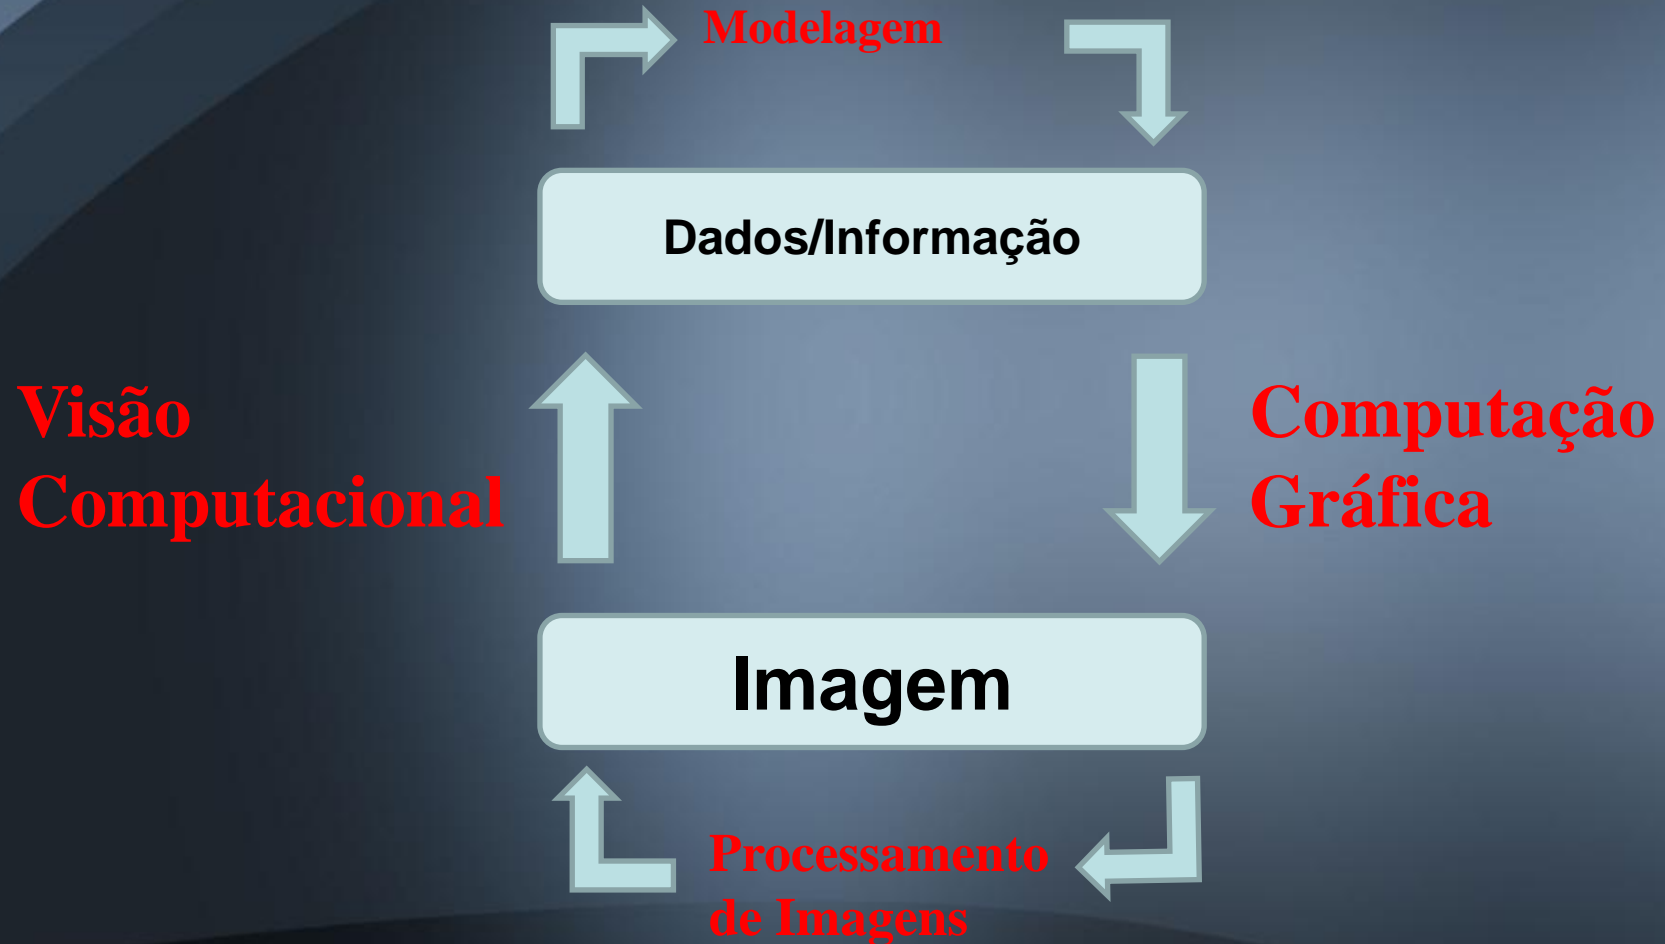 Modelagem
Dados/Informação
Visão
Computacional
Computação
Gráfica
Imagem
Processamento
de Imagens